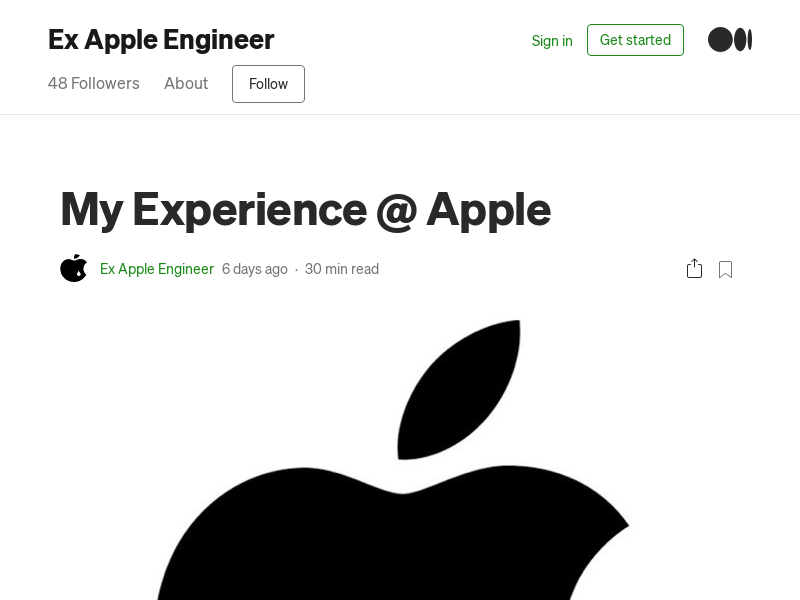 Ex Apple Engineer
Sign in
Get started
48 Followers
About
Follow
My Experience @ Apple
Ex Apple Engineer 6 days ago · 30 min read